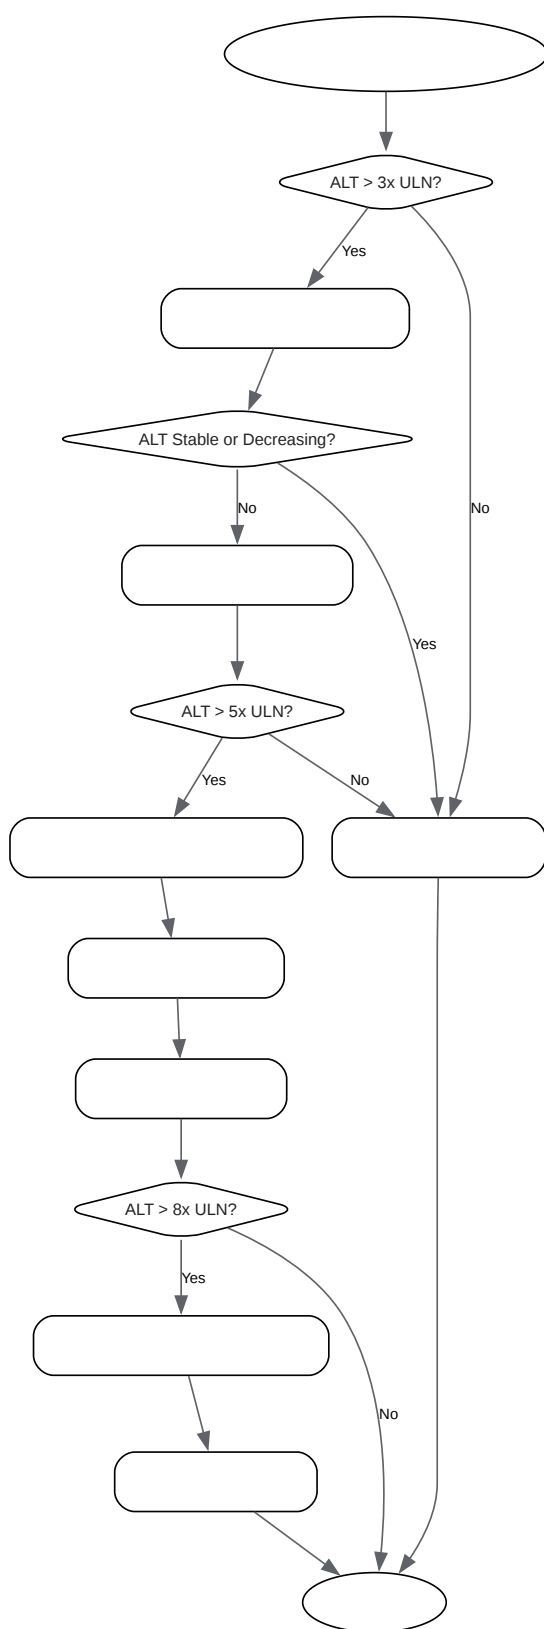 ALT > 3x ULN?
Yes
ALT Stable or Decreasing?
No
No
Yes
ALT > 5x ULN?
Yes
No
ALT > 8x ULN?
Yes
No